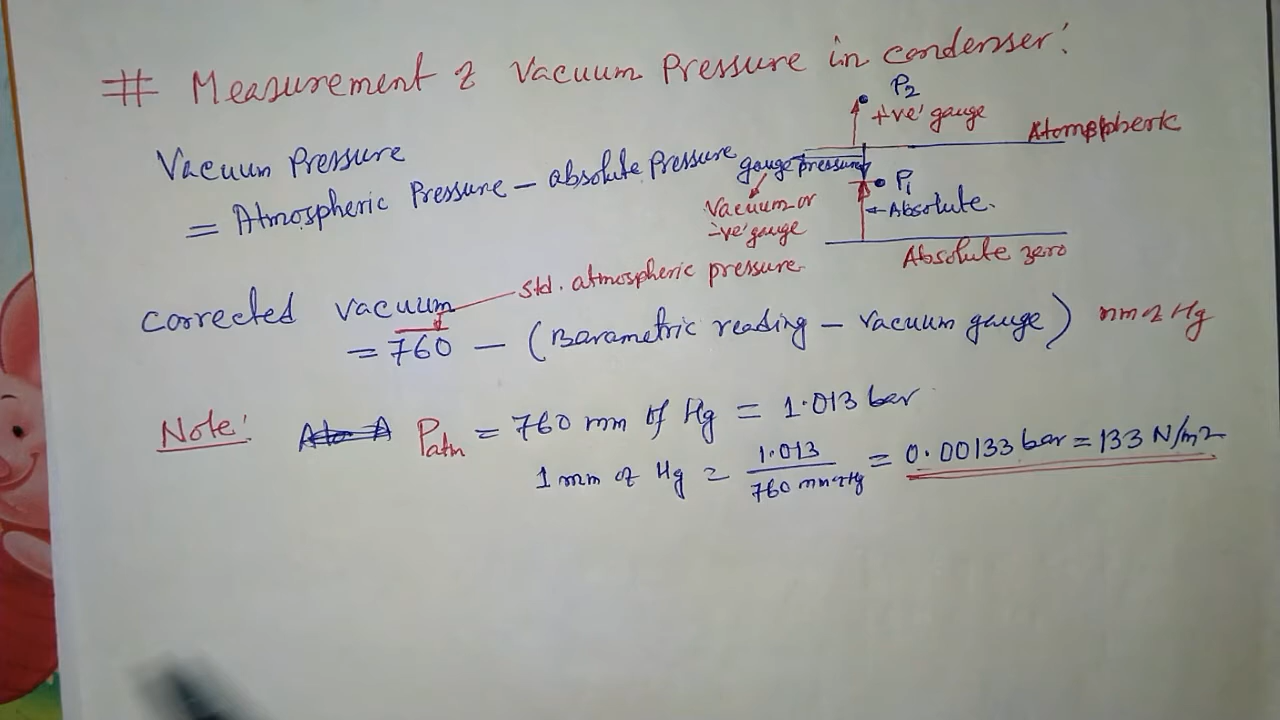 # Measurement of Vacuum Pressure in condenser:
Vacuum Pressure
= Atmospheric Pressure - absolute Pressure
P2
+ve gauge
Atompspheric
gauge pressure
P1
Vacuum or
-ve gauge
Absolute.
Absolute zero
Std. atmospheric pressure
Corrected vacuum
= 760 - (Barametric reading - Vacuum gauge) mm of Hg
Note: Patm = 760 mm of Hg = 1.013 bar
1 mm of Hg = 1.013 / 760 mm of Hg = 0.00133 bar = 133 N/m2